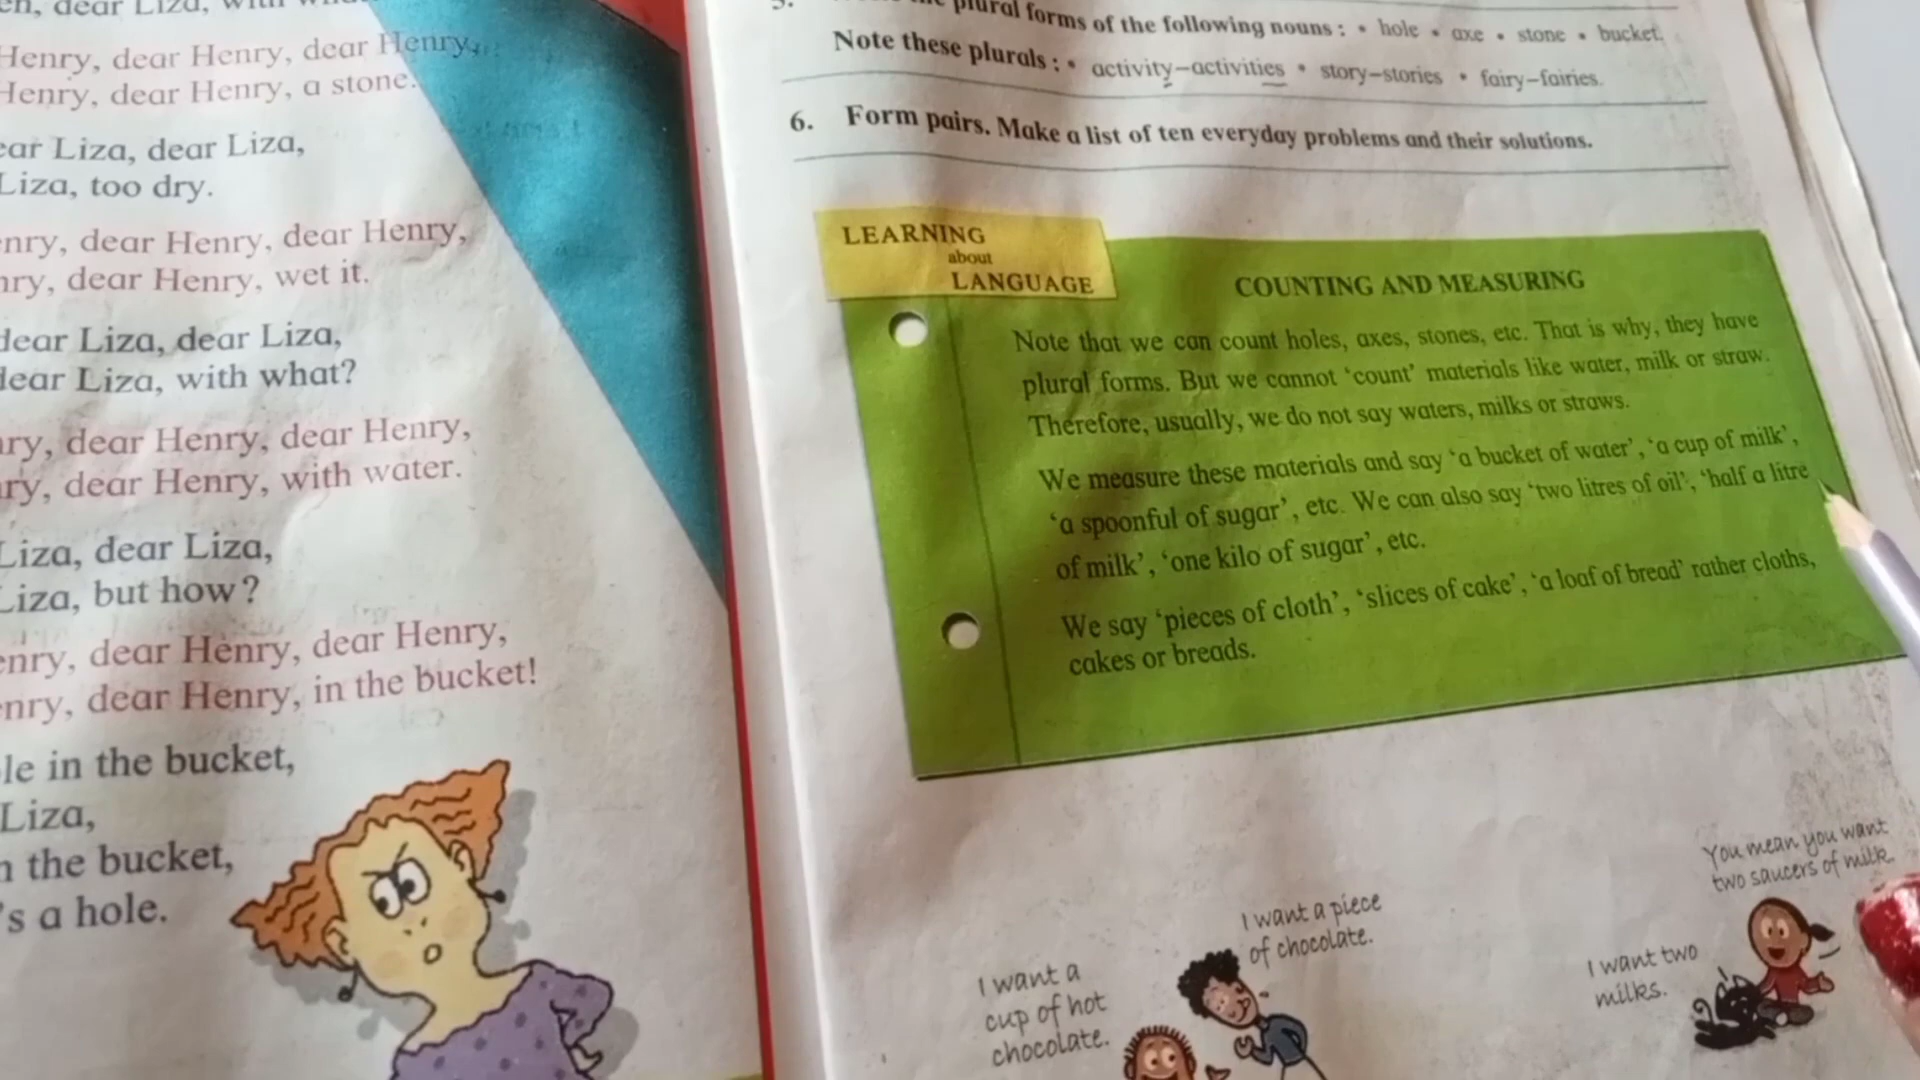 dear Liza,
Henry, dear Henry, dear Henry,
Henry, dear Henry, a stone.
ear Liza, dear Liza,
Liza, too dry.
enry, dear Henry, dear Henry,
nry, dear Henry, wet it.
dear Liza, dear Liza,
dear Liza, with what?
ry, dear Henry, dear Henry,
ry, dear Henry, with water.
Liza, dear Liza,
Liza, but how?
enry, dear Henry, dear Henry,
enry, dear Henry, in the bucket!
le in the bucket,
Liza,
n the bucket,
's a hole.
plural forms of the following nouns : • hole • axe • stone • bucket.
Note these plurals : • activity–activities • story–stories • fairy–fairies.
6. Form pairs. Make a list of ten everyday problems and their solutions.
LEARNING
about
LANGUAGE
COUNTING AND MEASURING
Note that we can count holes, axes, stones, etc. That is why, they have
plural forms. But we cannot ‘count’ materials like water, milk or straw.
Therefore, usually, we do not say waters, milks or straws.
We measure these materials and say ‘a bucket of water’, ‘a cup of milk’,
‘a spoonful of sugar’, etc. We can also say ‘two litres of oil’, ‘half a litre
of milk’, ‘one kilo of sugar’, etc.
We say ‘pieces of cloth’, ‘slices of cake’, ‘a loaf of bread’ rather cloths,
cakes or breads.
I want a
cup of hot
chocolate.
I want a piece
of chocolate.
I want two
milks.
You mean you want
two saucers of milk.